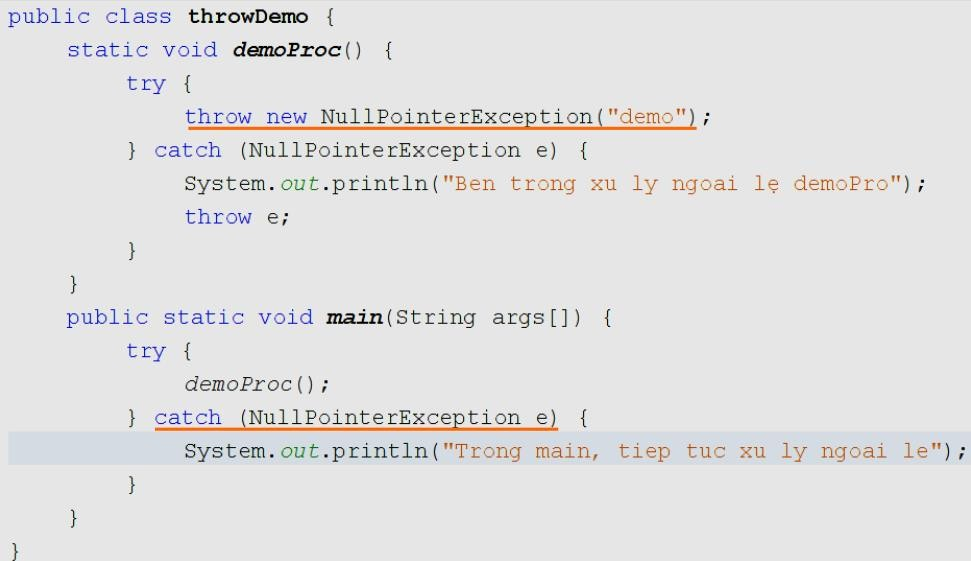 public class throwDemo {
static void demoProc() {
try {
throw new NullPointerException("demo");
} catch (NullPointerException e) {
System.out.println("Ben trong xu ly ngoai lẹ demoPro");
throw e;
}
}
public static void main(String args[]) {
try {
demoProc();
} catch (NullPointerException e) {
System.out.println("Trong main, tiep tuc xu ly ngoai le");
}
}
}